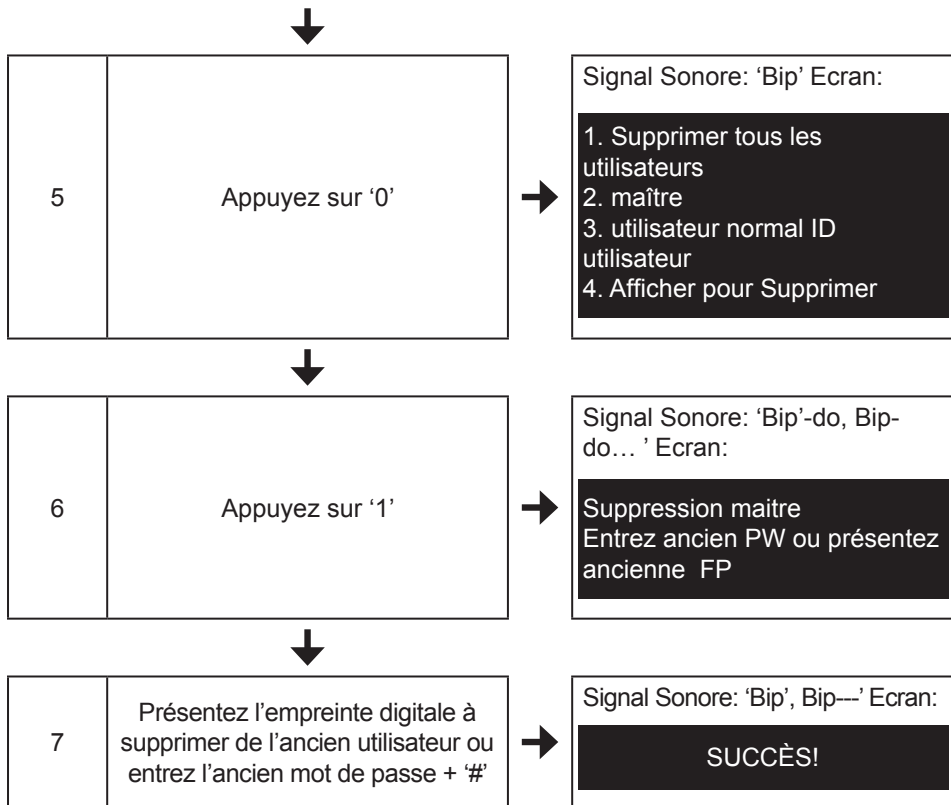 5
Appuyez sur ‘0’
Signal Sonore: ‘Bip’ Ecran:
1. Supprimer tous les
utilisateurs
2. maître
3. utilisateur normal ID
utilisateur
4. Afficher pour Supprimer
6
Appuyez sur ‘1’
Signal Sonore: ‘Bip’-do, Bip-
do… ’ Ecran:
Suppression maitre
Entrez ancien PW ou présentez
ancienne FP
7
Présentez l’empreinte digitale à
supprimer de l’ancien utilisateur ou
entrez l’ancien mot de passe + ‘#’
Signal Sonore: ‘Bip’, Bip---’ Ecran:
SUCCÈS!